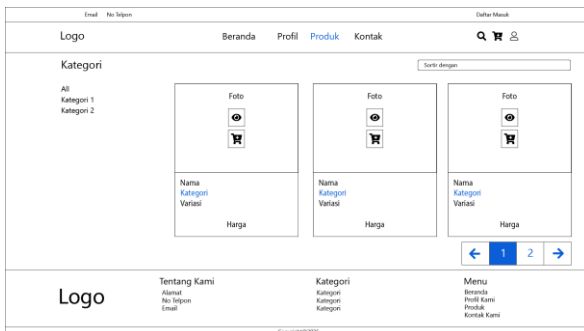 Email No Telpon Daftar Masuk
Logo Beranda Profil Produk Kontak
Kategori
Sortir dengan
All
Kategori 1
Kategori 2
Foto Foto Foto
Nama Nama Nama
Kategori Kategori Kategori
Variasi Variasi Variasi
Harga Harga Harga
1 2
Logo
Tentang Kami
Alamat
No Telpon
Email
Kategori
Kategori
Kategori
Kategori
Menu
Beranda
Profil Kami
Produk
Kontak Kami